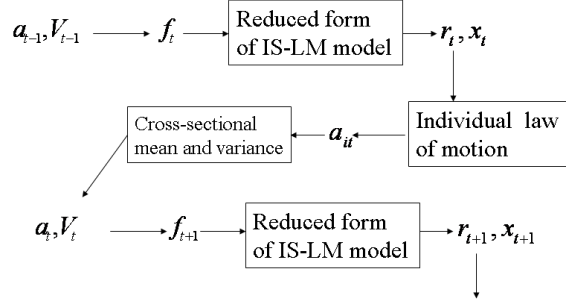 a_{t-1}, V_{t-1} f_t Reduced form of IS-LM model r_t, x_t
Cross-sectional mean and variance a_{it} Individual law of motion
a_t, V_t f_{t+1} Reduced form of IS-LM model r_{t+1}, x_{t+1}